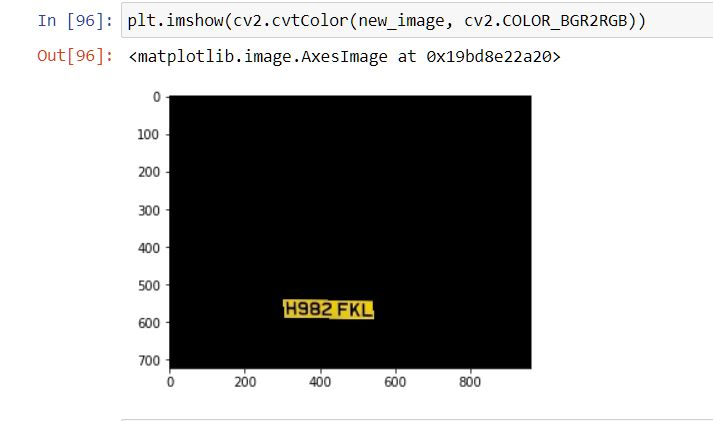 In [96]: plt.imshow(cv2.cvtColor(new_image, cv2.COLOR_BGR2RGB))
Out[96]: <matplotlib.image.AxesImage at 0x19bd8e22a20>
0
100
200
300
400
500
600
700
H982 FKL
0 200 400 600 800